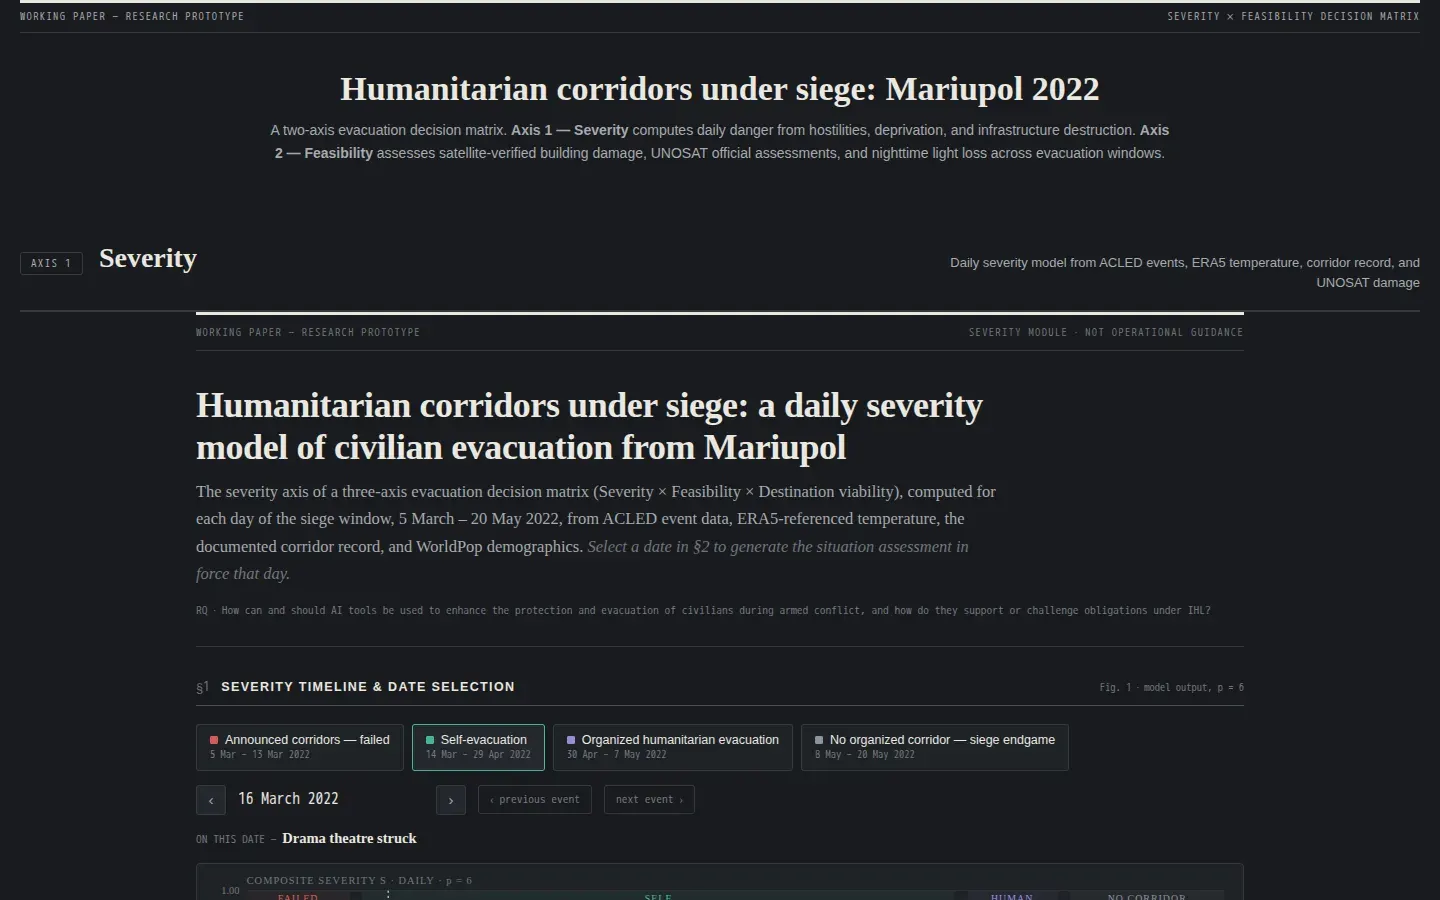 WORKING PAPER — RESEARCH PROTOTYPE
SEVERITY × FEASIBILITY DECISION MATRIX
Humanitarian corridors under siege: Mariupol 2022
A two-axis evacuation decision matrix. Axis 1 — Severity computes daily danger from hostilities, deprivation, and infrastructure destruction. Axis
2 — Feasibility assesses satellite-verified building damage, UNOSAT official assessments, and nighttime light loss across evacuation windows.
AXIS 1
Severity
Daily severity model from ACLED events, ERA5 temperature, corridor record, and
UNOSAT damage
WORKING PAPER — RESEARCH PROTOTYPE
SEVERITY MODULE · NOT OPERATIONAL GUIDANCE
Humanitarian corridors under siege: a daily severity
model of civilian evacuation from Mariupol
The severity axis of a three-axis evacuation decision matrix (Severity × Feasibility × Destination viability), computed for
each day of the siege window, 5 March – 20 May 2022, from ACLED event data, ERA5-referenced temperature, the
documented corridor record, and WorldPop demographics. Select a date in §2 to generate the situation assessment in
force that day.
RQ · How can and should AI tools be used to enhance the protection and evacuation of civilians during armed conflict, and how do they support or challenge obligations under IHL?
§1 SEVERITY TIMELINE & DATE SELECTION
Fig. 1 · model output, p = 6
Announced corridors — failed
5 Mar – 13 Mar 2022
Self-evacuation
14 Mar – 29 Apr 2022
Organized humanitarian evacuation
30 Apr – 7 May 2022
No organized corridor — siege endgame
8 May – 20 May 2022
‹ 16 March 2022 › ‹ previous event next event ›
ON THIS DATE — Drama theatre struck
COMPOSITE SEVERITY S · DAILY · p = 6
1.00
FAILED SELF HUMAN NO CORRIDOR